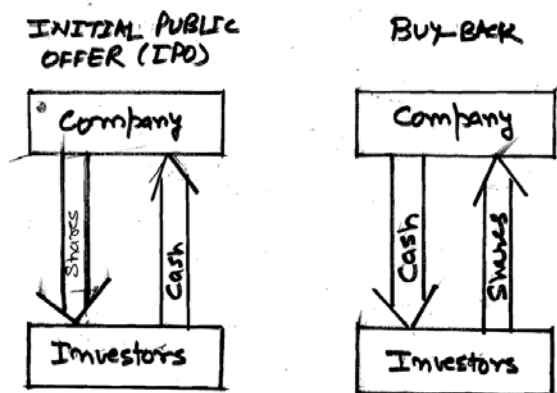 INITIAL PUBLIC
OFFER (IPO)
Company
Shares
Cash
Investors
BUY-BACK
Company
Cash
Shares
Investors